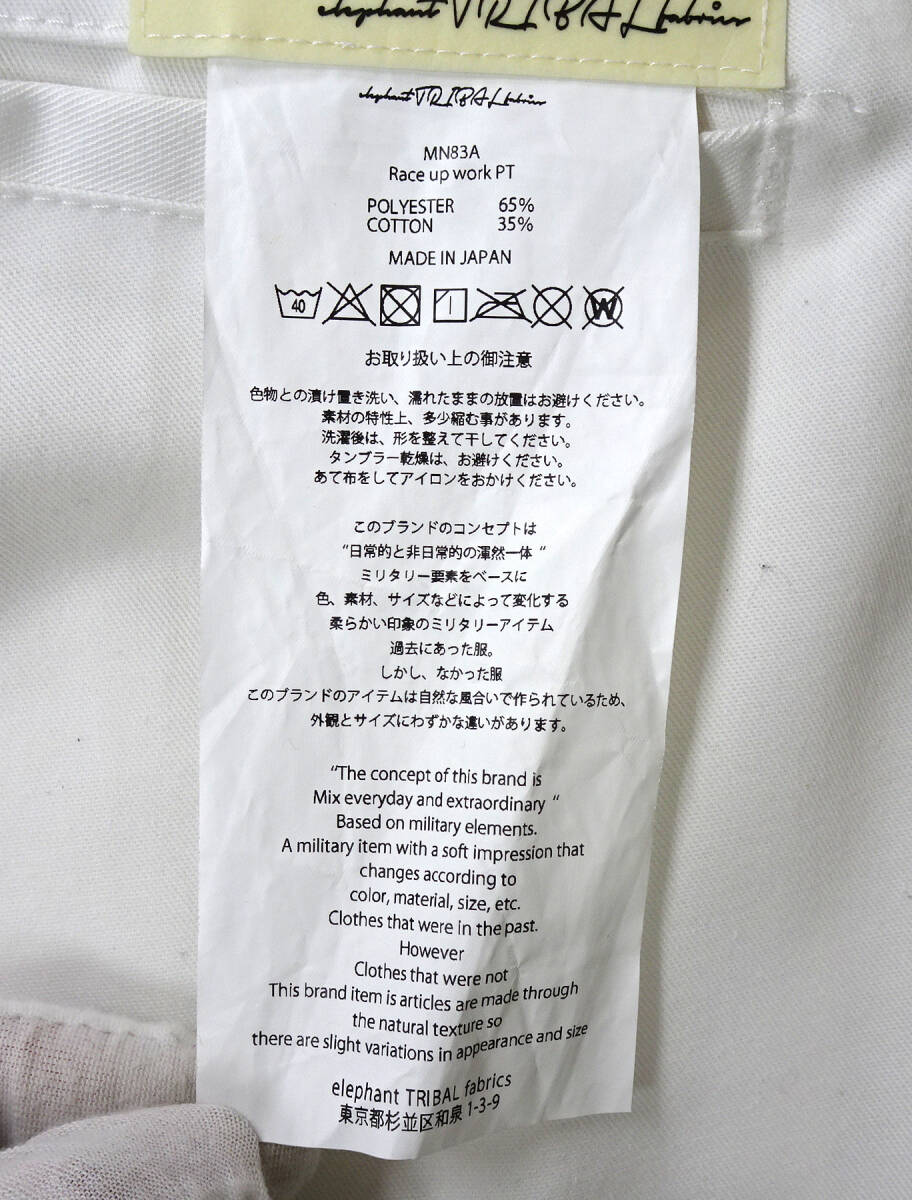 elephant TRIBAL fabrics
elephant TRIBAL fabrics
MN83A
Race up work PT
POLYESTER 65%
COTTON 35%
MADE IN JAPAN
40 W
お取り扱い上の御注意
色物との漬け置き洗い、濡れたままの放置はお避けください。
素材の特性上、多少縮む事があります。
洗濯後は、形を整えて干してください。
タンブラー乾燥は、お避けください。
あて布をしてアイロンをおかけください。
このブランドのコンセプトは
“日常的と非日常的の渾然一体 “
ミリタリー要素をベースに
色、素材、サイズなどによって変化する
柔らかい印象のミリタリーアイテム
過去にあった服。
しかし、なかった服
このブランドのアイテムは自然な風合いで作られているため、
外観とサイズにわずかな違いがあります。
“The concept of this brand is
Mix everyday and extraordinary “
Based on military elements.
A military item with a soft impression that
changes according to
color, material, size, etc.
Clothes that were in the past.
However
Clothes that were not
This brand item is articles are made through
the natural texture so
there are slight variations in appearance and size
elephant TRIBAL fabrics
東京都杉並区和泉 1-3-9